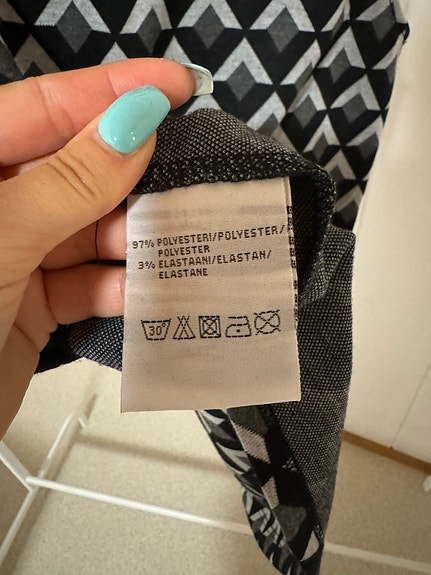 97% POLYESTERI/POLYESTER/
POLYESTER
3% ELASTAANI/ELASTAN/
ELASTANE
30°